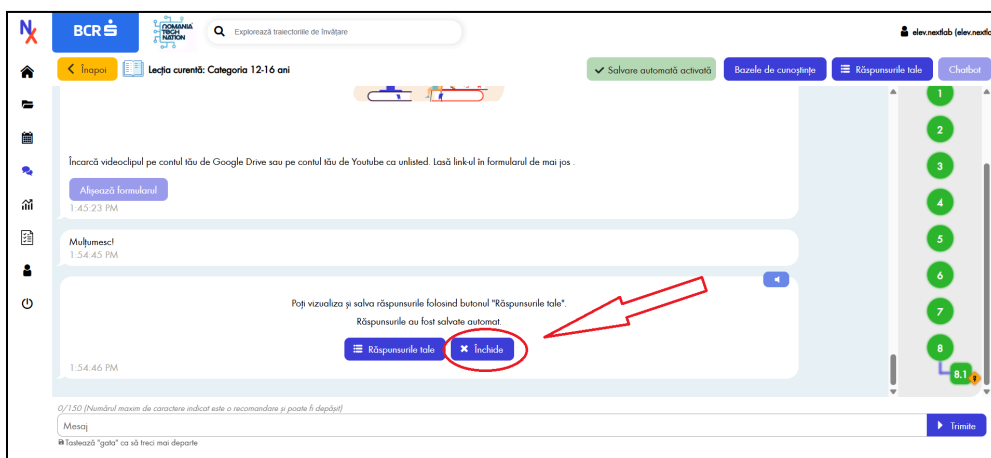 BCR
ROMANIA
TECH
NATION
Explorează traiectoriile de învățare
elev.nextlab (elev.nextla
Înapoi
Lecția curentă: Categoria 12-16 ani
Salvare automată activată
Bazele de cunoștințe
Răspunsurile tale
Chatbot
Încarcă videoclipul pe contul tău de Google Drive sau pe contul tău de Youtube ca unlisted. Lasă link-ul în formularul de mai jos .
Afișează formularul
1:45:23 PM
Mulțumesc!
1:54:45 PM
Poți vizualiza și salva răspunsurile folosind butonul "Răspunsurile tale".
Răspunsurile au fost salvate automat.
Răspunsurile tale
Închide
1:54:46 PM
1
2
3
4
5
6
7
8
8.1
0/150 (Numărul maxim de caractere indicat este o recomandare și poate fi depășit)
Mesaj
Trimite
Tastează "gata" ca să treci mai departe